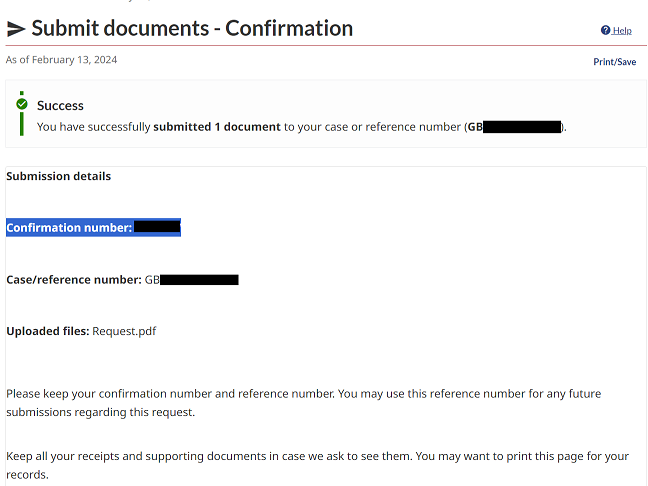 Submit documents - Confirmation
Help
As of February 13, 2024
Print/Save
Success
You have successfully submitted 1 document to your case or reference number (GB).
Submission details
Confirmation number:
Case/reference number: GB
Uploaded files: Request.pdf
Please keep your confirmation number and reference number. You may use this reference number for any future
submissions regarding this request.
Keep all your receipts and supporting documents in case we ask to see them. You may want to print this page for your
records.